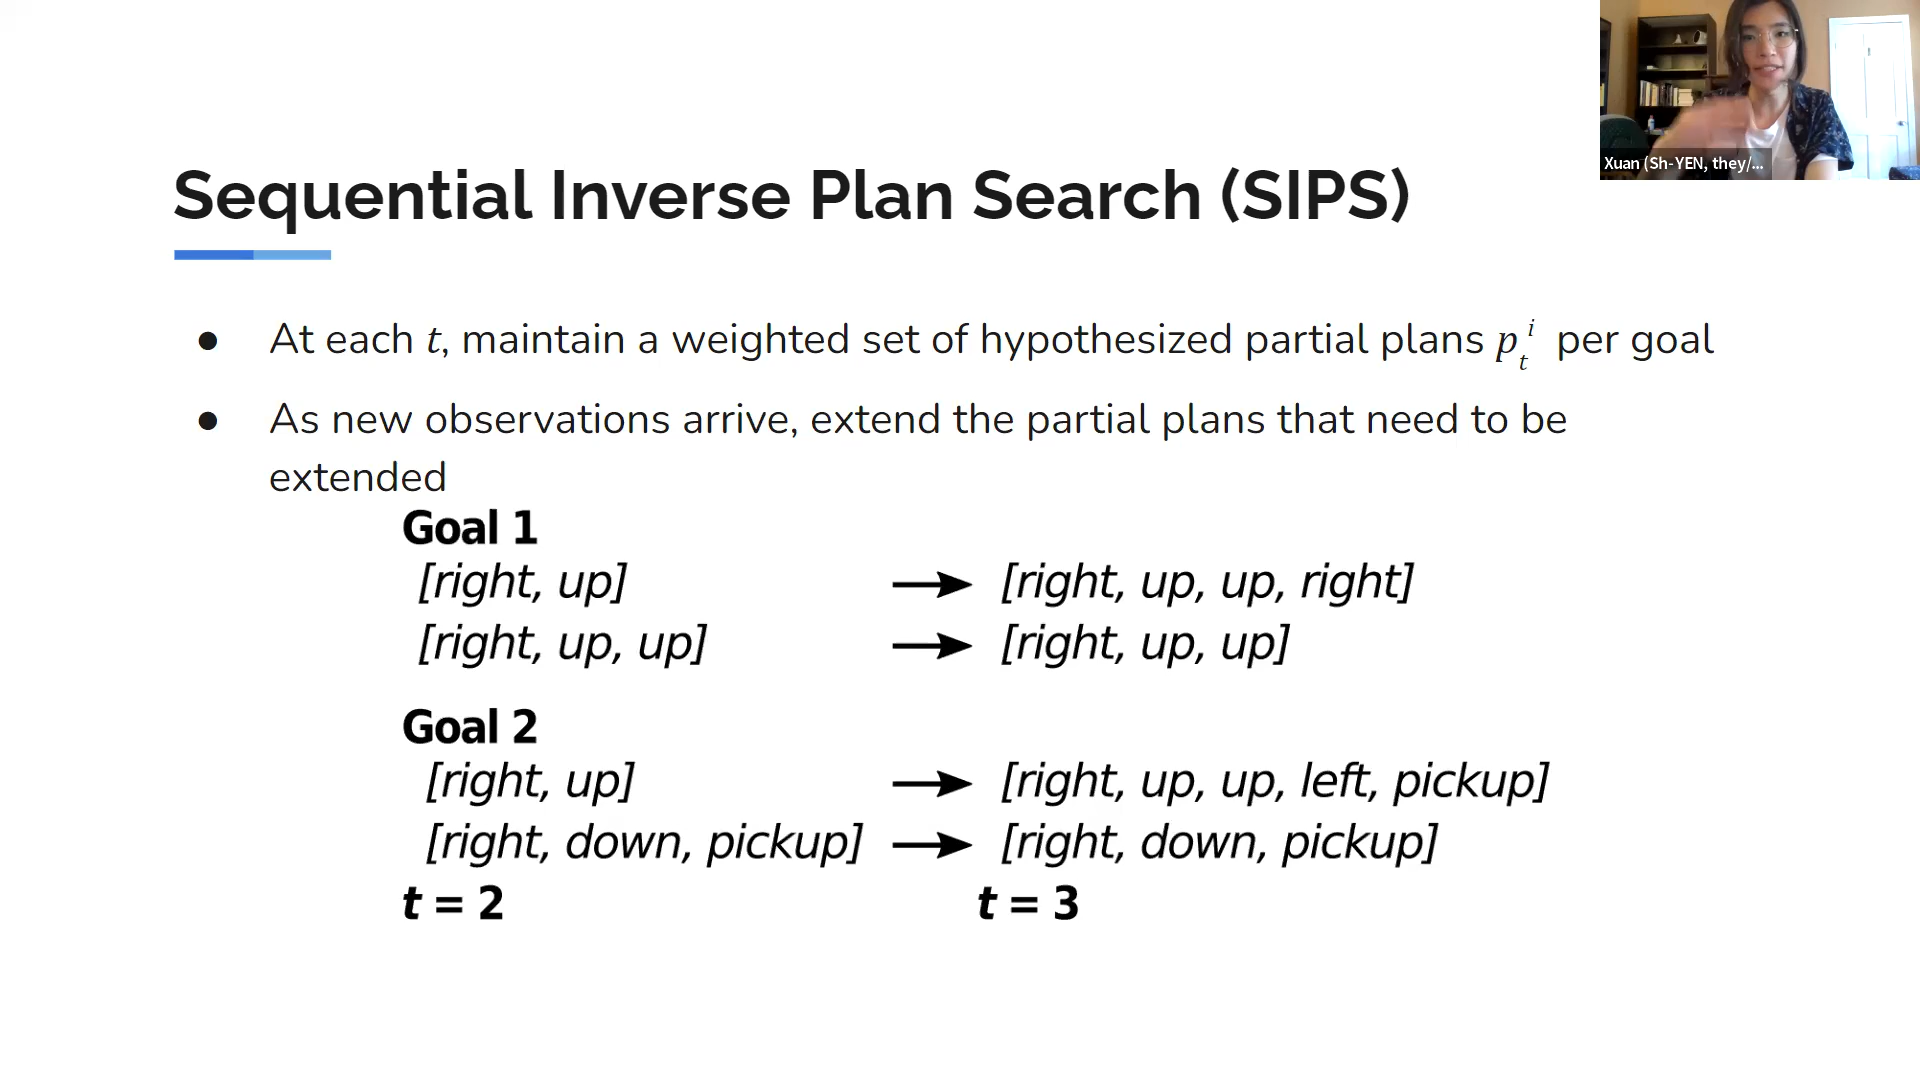 Xuan (Sh-YEN, they/...
Sequential Inverse Plan Search (SIPS)
● At each t, maintain a weighted set of hypothesized partial plans pₜⁱ per goal
● As new observations arrive, extend the partial plans that need to be
extended
Goal 1
[right, up] → [right, up, up, right]
[right, up, up] → [right, up, up]
Goal 2
[right, up] → [right, up, up, left, pickup]
[right, down, pickup] → [right, down, pickup]
t = 2 t = 3